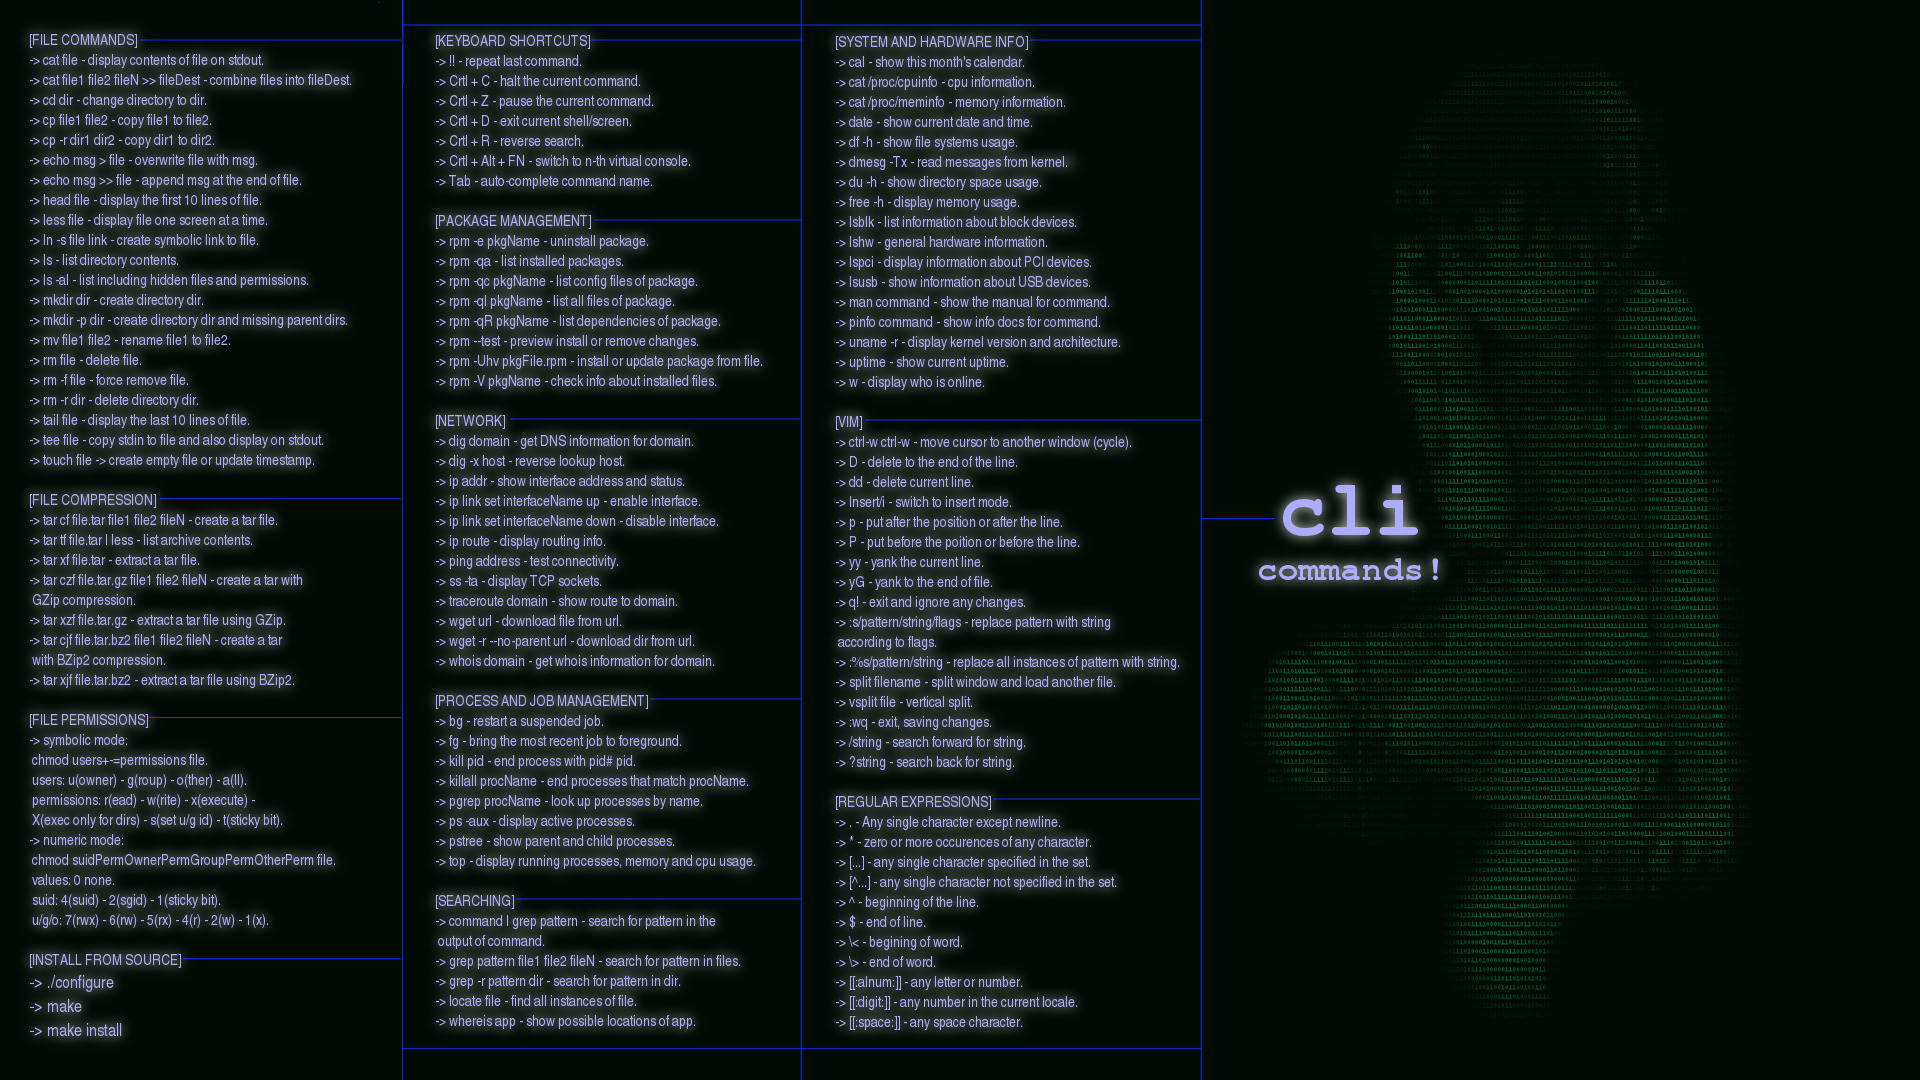 [FILE COMMANDS]
-> cat file - display contents of file on stdout.
-> cat file1 file2 fileN >> fileDest - combine files into fileDest.
-> cd dir - change directory to dir.
-> cp file1 file2 - copy file1 to file2.
-> cp -r dir1 dir2 - copy dir1 to dir2.
-> echo msg > file - overwrite file with msg.
-> echo msg >> file - append msg at the end of file.
-> head file - display the first 10 lines of file.
-> less file - display file one screen at a time.
-> ln -s file link - create symbolic link to file.
-> ls - list directory contents.
-> ls -al - list including hidden files and permissions.
-> mkdir dir - create directory dir.
-> mkdir -p dir - create directory dir and missing parent dirs.
-> mv file1 file2 - rename file1 to file2.
-> rm file - delete file.
-> rm -f file - force remove file.
-> rm -r dir - delete directory dir.
-> tail file - display the last 10 lines of file.
-> tee file - copy stdin to file and also display on stdout.
-> touch file -> create empty file or update timestamp.
[FILE COMPRESSION]
-> tar cf file.tar file1 file2 fileN - create a tar file.
-> tar tf file.tar | less - list archive contents.
-> tar xf file.tar - extract a tar file.
-> tar czf file.tar.gz file1 file2 fileN - create a tar with
GZip compression.
-> tar xzf file.tar.gz - extract a tar file using GZip.
-> tar cjf file.tar.bz2 file1 file2 fileN - create a tar
with BZip2 compression.
-> tar xjf file.tar.bz2 - extract a tar file using BZip2.
[FILE PERMISSIONS]
-> symbolic mode:
chmod users+-=permissions file.
users: u(owner) - g(roup) - o(ther) - a(ll).
permissions: r(ead) - w(rite) - x(execute) -
X(exec only for dirs) - s(set u/g id) - t(sticky bit).
-> numeric mode:
chmod suidPermOwnerPermGroupPermOtherPerm file.
values: 0 none.
suid: 4(suid) - 2(sgid) - 1(sticky bit).
u/g/o: 7(rwx) - 6(rw) - 5(rx) - 4(r) - 2(w) - 1(x).
[INSTALL FROM SOURCE]
-> ./configure
-> make
-> make install
[KEYBOARD SHORTCUTS]
-> !! - repeat last command.
-> Crtl + C - halt the current command.
-> Crtl + Z - pause the current command.
-> Crtl + D - exit current shell/screen.
-> Crtl + R - reverse search.
-> Crtl + Alt + FN - switch to n-th virtual console.
-> Tab - auto-complete command name.
[PACKAGE MANAGEMENT]
-> rpm -e pkgName - uninstall package.
-> rpm -qa - list installed packages.
-> rpm -qc pkgName - list config files of package.
-> rpm -ql pkgName - list all files of package.
-> rpm -qR pkgName - list dependencies of package.
-> rpm --test - preview install or remove changes.
-> rpm -Uhv pkgFile.rpm - install or update package from file.
-> rpm -V pkgName - check info about installed files.
[NETWORK]
-> dig domain - get DNS information for domain.
-> dig -x host - reverse lookup host.
-> ip addr - show interface address and status.
-> ip link set interfaceName up - enable interface.
-> ip link set interfaceName down - disable interface.
-> ip route - display routing info.
-> ping address - test connectivity.
-> ss -ta - display TCP sockets.
-> traceroute domain - show route to domain.
-> wget url - download file from url.
-> wget -r --no-parent url - download dir from url.
-> whois domain - get whois information for domain.
[PROCESS AND JOB MANAGEMENT]
-> bg - restart a suspended job.
-> fg - bring the most recent job to foreground.
-> kill pid - end process with pid# pid.
-> killall procName - end processes that match procName.
-> pgrep procName - look up processes by name.
-> ps -aux - display active processes.
-> pstree - show parent and child processes.
-> top - display running processes, memory and cpu usage.
[SEARCHING]
-> command | grep pattern - search for pattern in the
output of command.
-> grep pattern file1 file2 fileN - search for pattern in files.
-> grep -r pattern dir - search for pattern in dir.
-> locate file - find all instances of file.
-> whereis app - show possible locations of app.
[SYSTEM AND HARDWARE INFO]
-> cal - show this month's calendar.
-> cat /proc/cpuinfo - cpu information.
-> cat /proc/meminfo - memory information.
-> date - show current date and time.
-> df -h - show file systems usage.
-> dmesg -Tx - read messages from kernel.
-> du -h - show directory space usage.
-> free -h - display memory usage.
-> lsblk - list information about block devices.
-> lshw - general hardware information.
-> lspci - display information about PCI devices.
-> lsusb - show information about USB devices.
-> man command - show the manual for command.
-> pinfo command - show info docs for command.
-> uname -r - display kernel version and architecture.
-> uptime - show current uptime.
-> w - display who is online.
[VIM]
-> ctrl-w ctrl-w - move cursor to another window (cycle).
-> D - delete to the end of the line.
-> dd - delete current line.
-> Insert/i - switch to insert mode.
-> p - put after the position or after the line.
-> P - put before the poition or before the line.
-> yy - yank the current line.
-> yG - yank to the end of file.
-> q! - exit and ignore any changes.
-> :s/pattern/string/flags - replace pattern with string
according to flags.
-> :%s/pattern/string - replace all instances of pattern with string.
-> split filename - split window and load another file.
-> vsplit file - vertical split.
-> :wq - exit, saving changes.
-> /string - search forward for string.
-> ?string - search back for string.
[REGULAR EXPRESSIONS]
-> . - Any single character except newline.
-> * - zero or more occurences of any character.
-> [...] - any single character specified in the set.
-> [^...] - any single character not specified in the set.
-> ^ - beginning of the line.
-> $ - end of line.
-> \< - begining of word.
-> \> - end of word.
-> [[:alnum:]] - any letter or number.
-> [[:digit:]] - any number in the current locale.
-> [[:space:]] - any space character.
cli
commands!